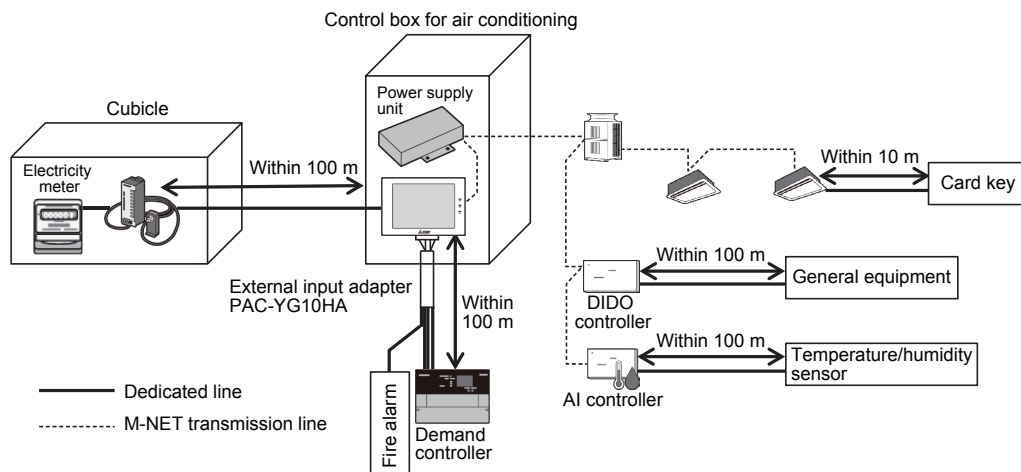 Control box for air conditioning
Power supply
unit
Cubicle
Electricity
meter
Within 100 m
Within 10 m
Card key
External input adapter
PAC-YG10HA
Within
100 m
Within 100 m
General equipment
DIDO
controller
Within 100 m
Temperature/humidity
sensor
AI controller
Dedicated line
M-NET transmission line
Fire alarm
Demand
controller